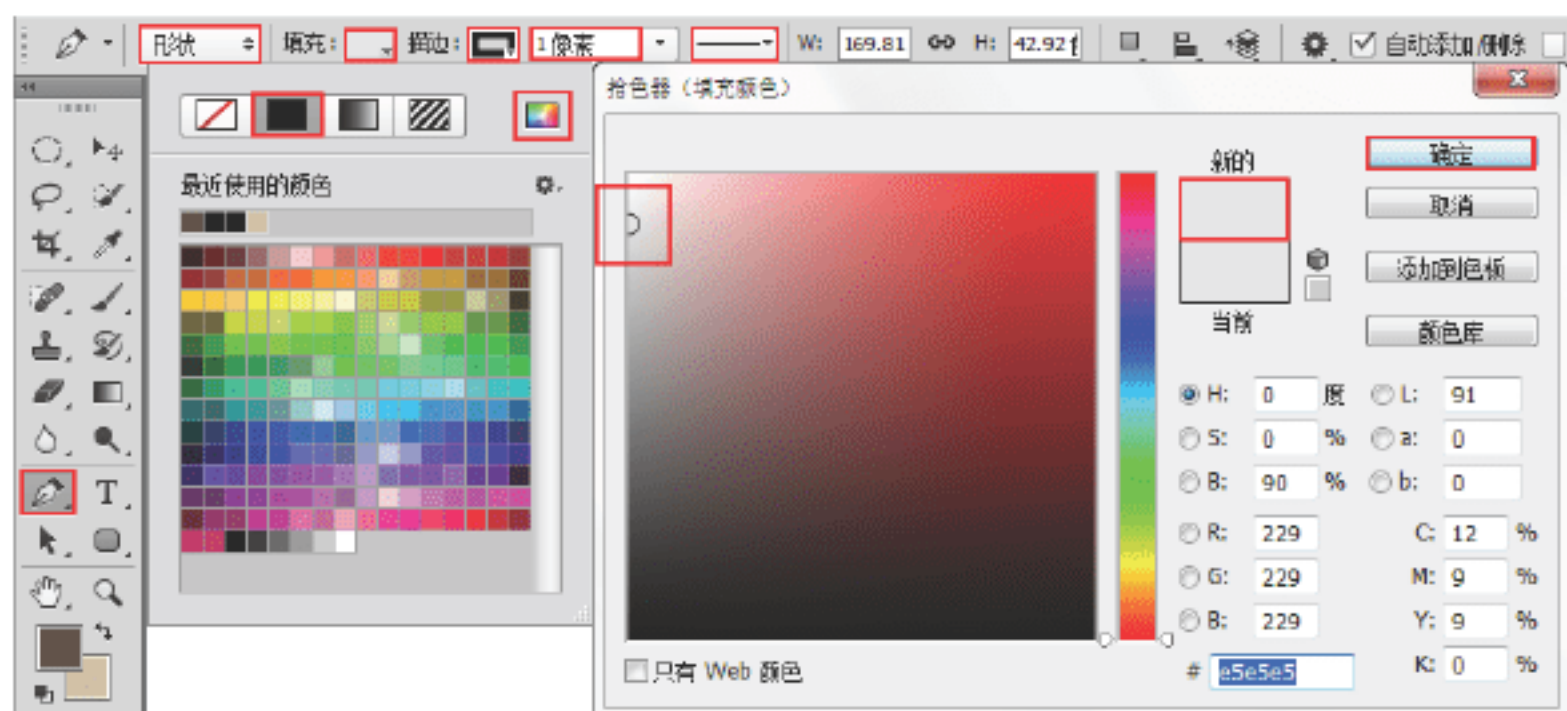 形状 填充: 描边: 1 像素 W: 169.81 H: 42.92 自动添加/删除
拾色器（填充颜色）
最近使用的颜色
新的
当前
确定
取消
添加到色板
颜色库
H: 0 度 L: 91
S: 0 % a: 0
B: 90 % b: 0
R: 229 C: 12 %
G: 229 M: 9 %
B: 229 Y: 9 %
# e5e5e5 K: 0 %
只有 Web 颜色
T